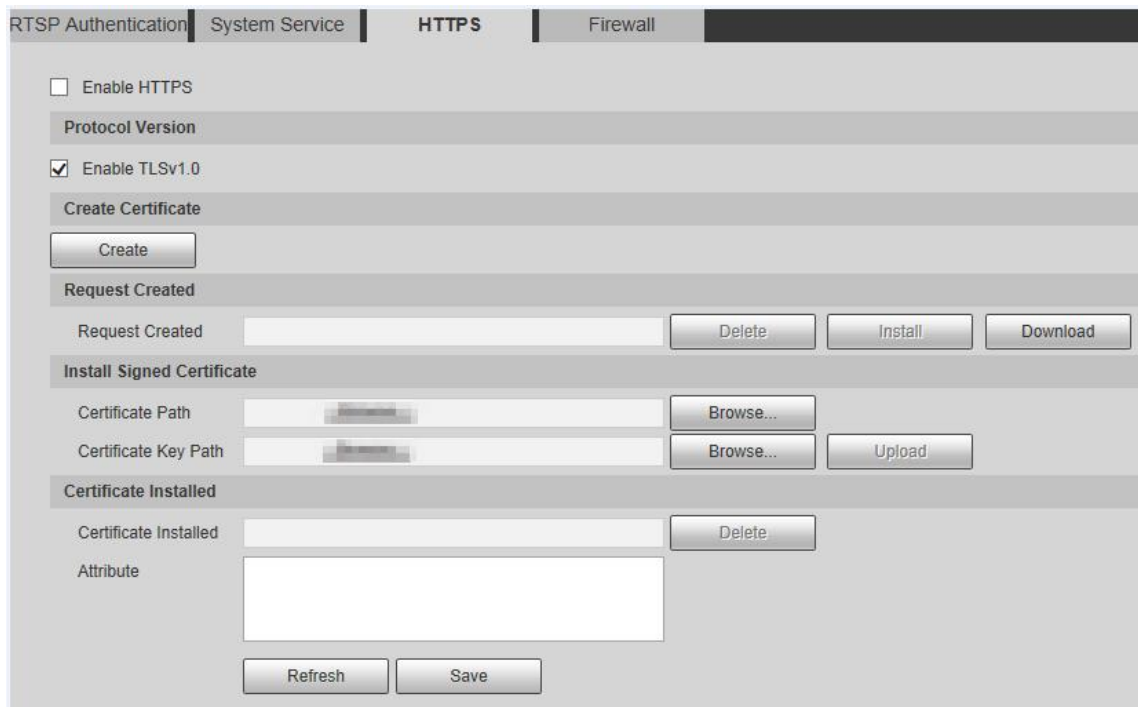 RTSP Authentication System Service HTTPS Firewall
Enable HTTPS
Protocol Version
Enable TLSv1.0
Create Certificate
Create
Request Created
Request Created Delete Install Download
Install Signed Certificate
Certificate Path Browse...
Certificate Key Path Browse... Upload
Certificate Installed
Certificate Installed Delete
Attribute
Refresh Save